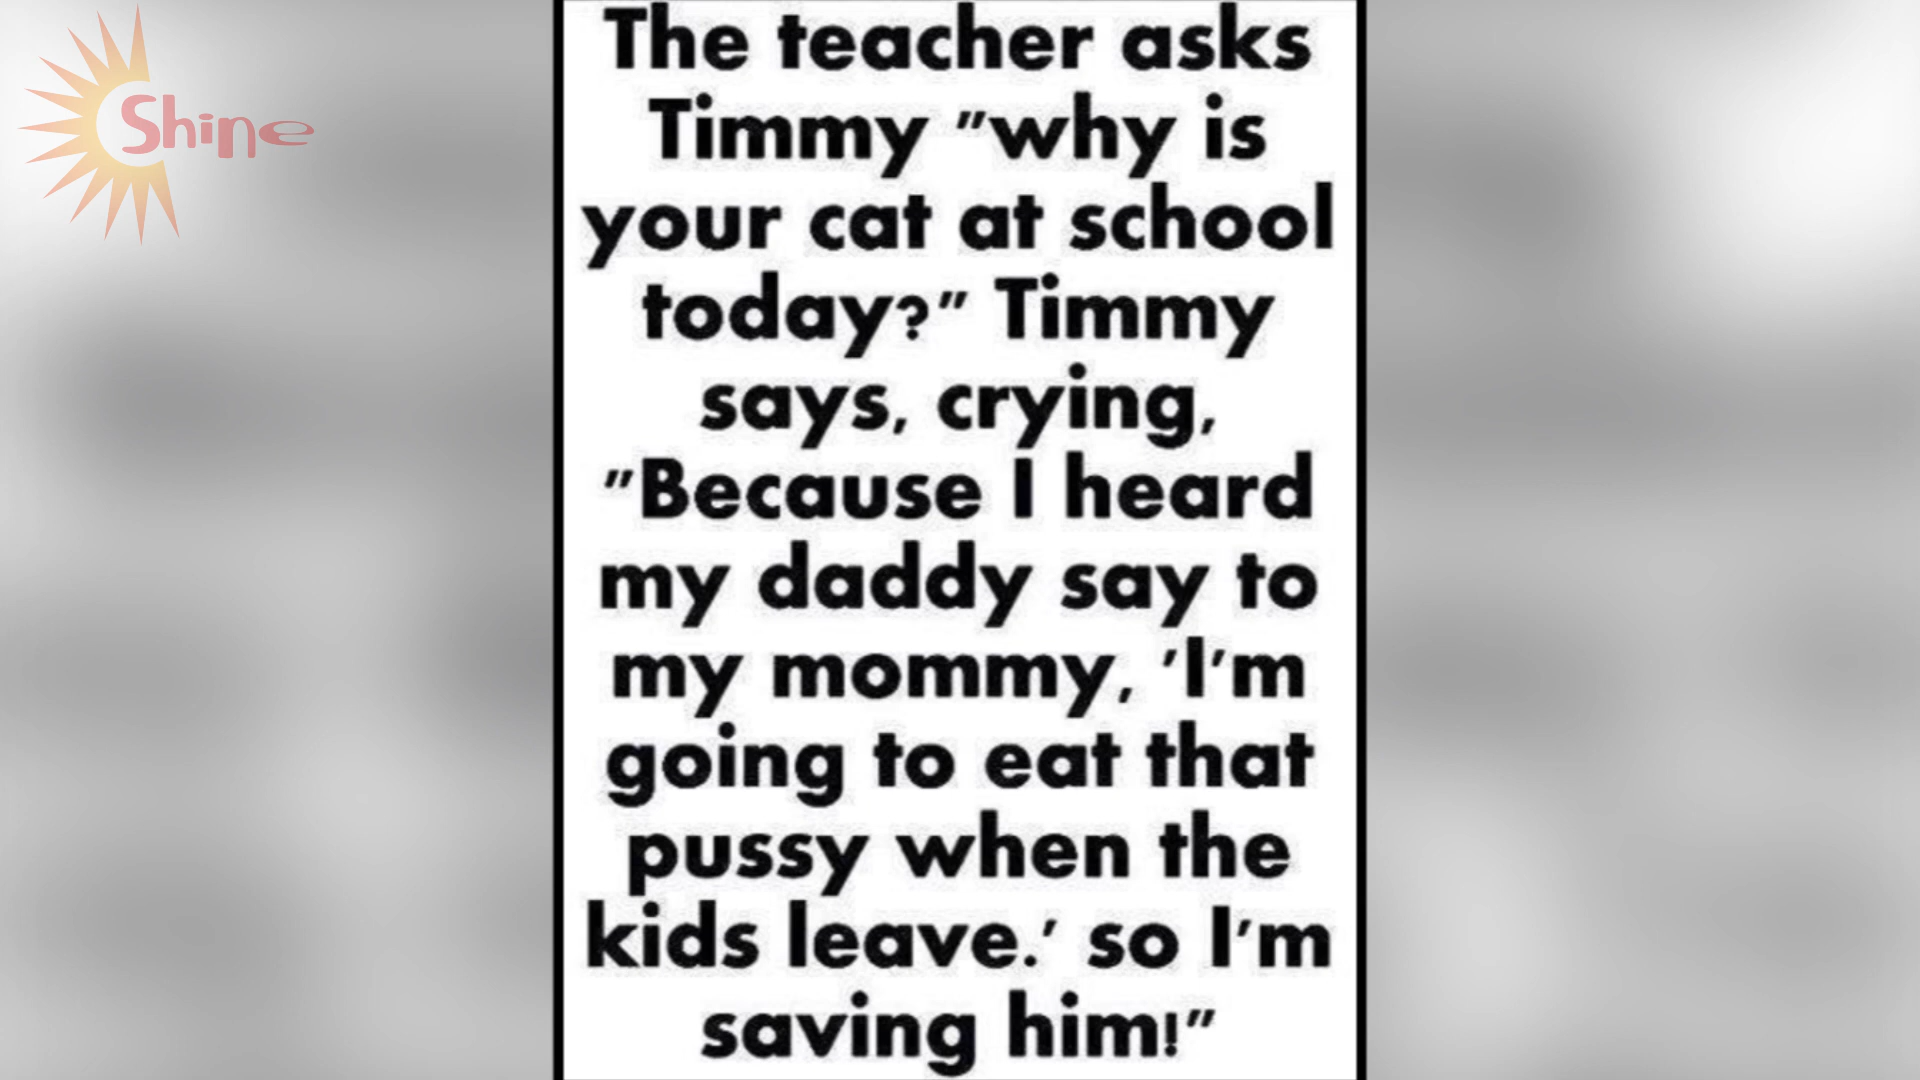 Shine
The teacher asks
Timmy "why is
your cat at school
today?" Timmy
says, crying,
"Because I heard
my daddy say to
my mommy, 'I'm
going to eat that
pussy when the
kids leave.' so I'm
saving him!"